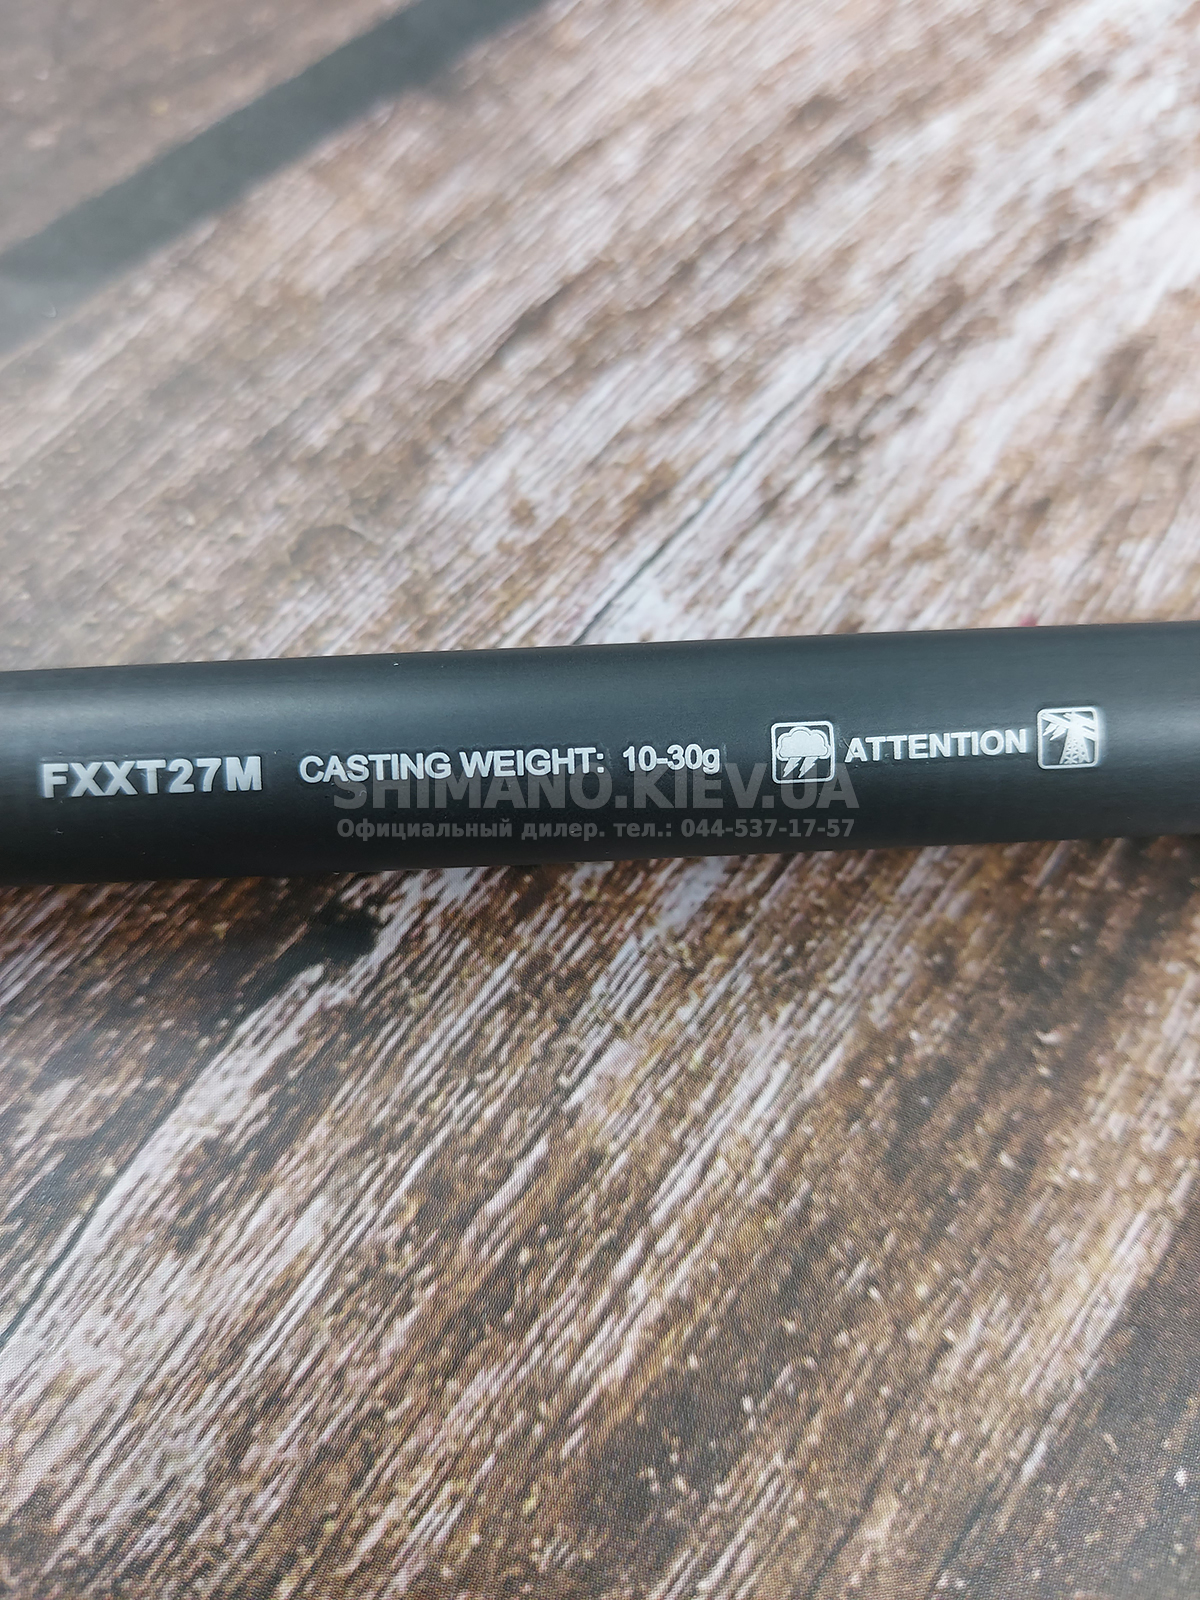 FXXT27M CASTING WEIGHT: 10-30g ATTENTION
SHIMANO.KIEV.UA
Официальный дилер. тел.: 044-537-17-57